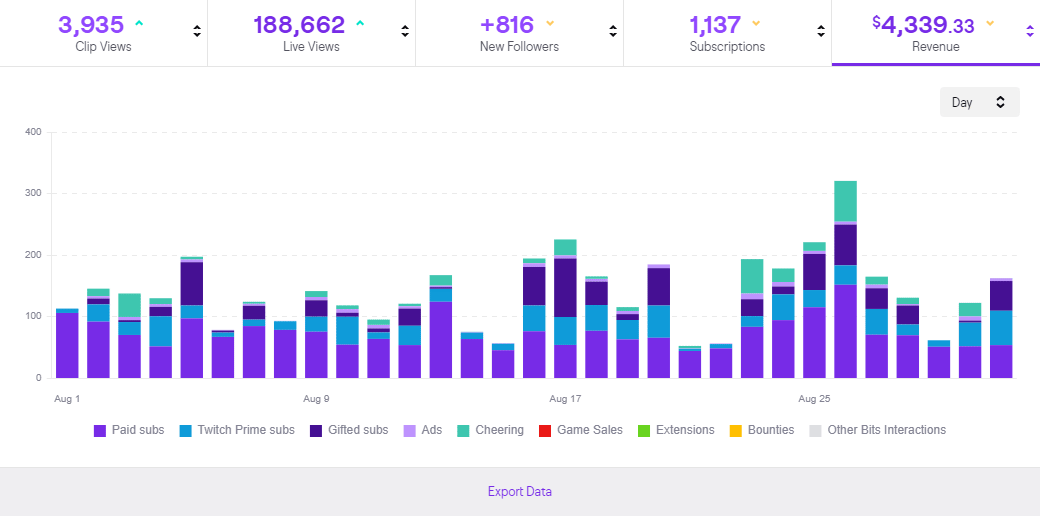 3,935
Clip Views
188,662
Live Views
+816
New Followers
1,137
Subscriptions
$4,339.33
Revenue
Day
400
300
200
100
0
Aug 1 Aug 9 Aug 17 Aug 25
Paid subs Twitch Prime subs Gifted subs Ads Cheering Game Sales Extensions Bounties Other Bits Interactions
Export Data